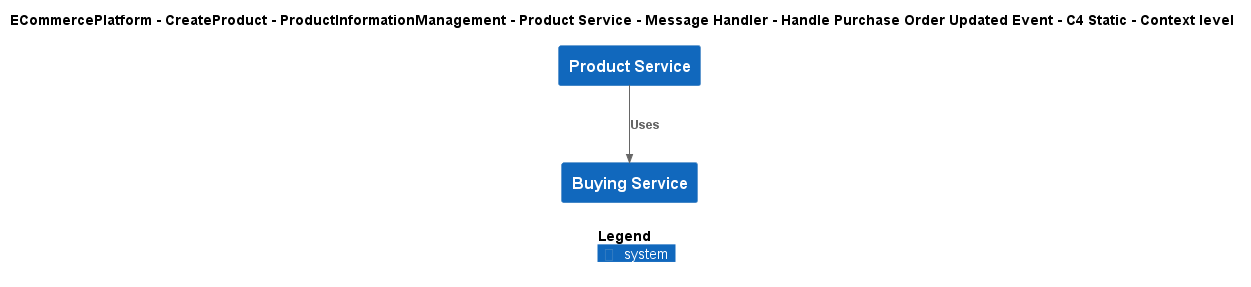 ECommercePlatform - CreateProduct - ProductInformationManagement - Product Service - Message Handler - Handle Purchase Order Updated Event - C4 Static - Context level
Product Service
Uses
Buying Service
Legend
system